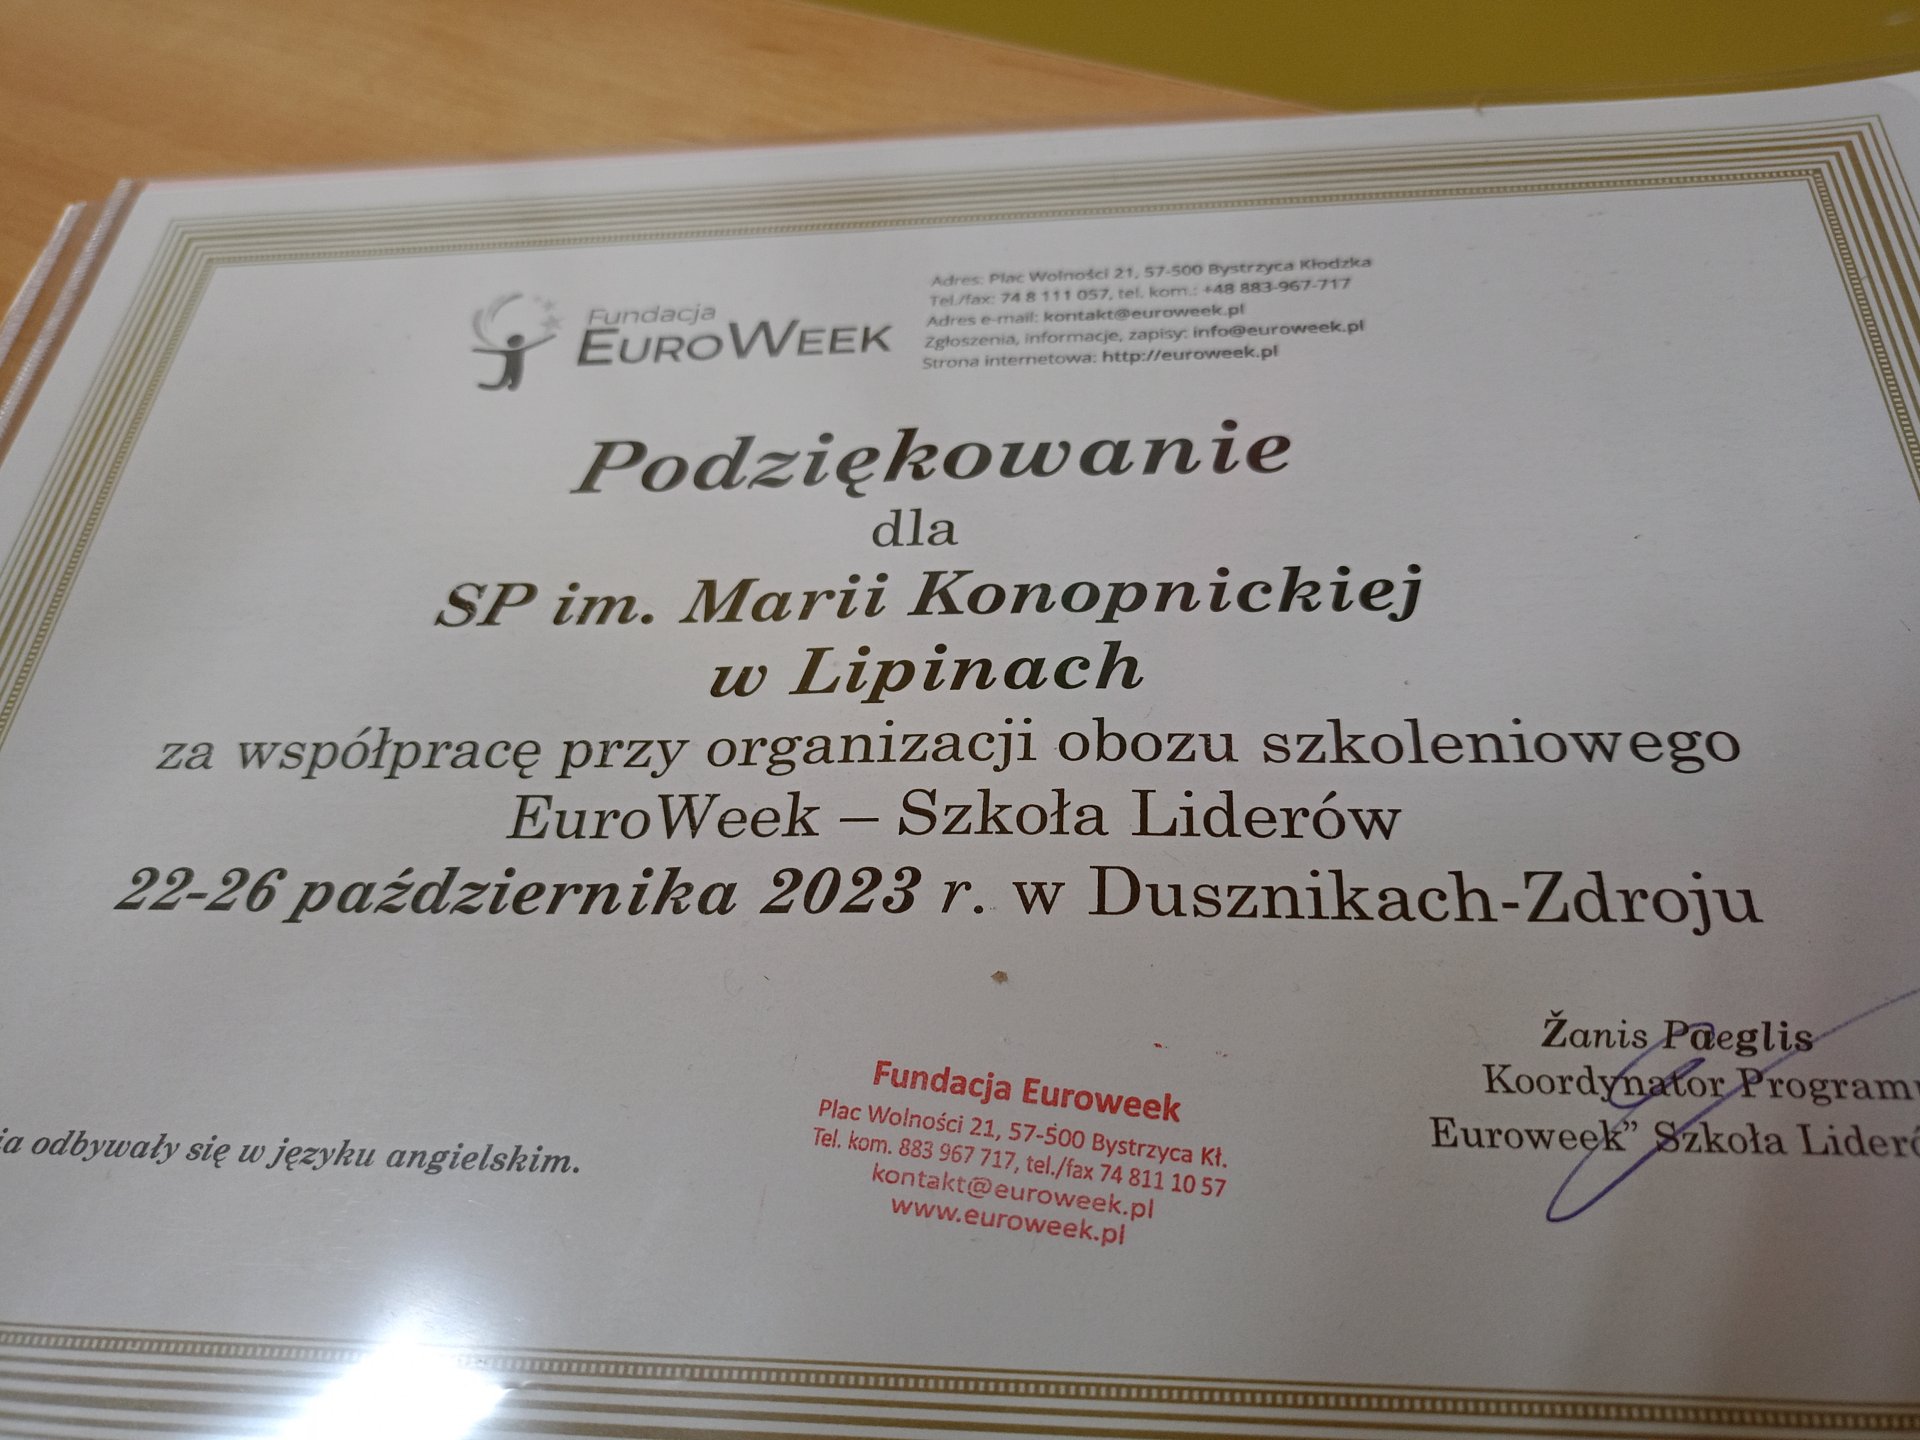 Fundacja
EUROWEEK
Adres: Plac Wolności 21, 57-500 Bystrzyca Kłodzka
Tel./fax: 74 8 111 057, tel. kom.: +48 883-967-717
Adres e-mail: kontakt@euroweek.pl
Zgłoszenia, informacje, zapisy: info@euroweek.pl
Strona internetowa: http://euroweek.pl
Podziękowanie
dla
SP im. Marii Konopnickiej
w Lipinach
za współpracę przy organizacji obozu szkoleniowego
EuroWeek – Szkoła Liderów
22-26 października 2023 r. w Dusznikach-Zdroju
Žanis Paeglis
Koordynator Programu
Euroweek" Szkoła Lideró
odbywały się w języku angielskim.
Fundacja Euroweek
Plac Wolności 21, 57-500 Bystrzyca Kł.
Tel. kom. 883 967 717, tel./fax 74 811 10 57
kontakt@euroweek.pl
www.euroweek.pl